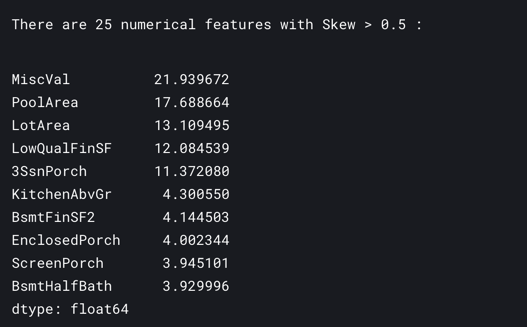 There are 25 numerical features with Skew > 0.5 :
MiscVal 21.939672
PoolArea 17.688664
LotArea 13.109495
LowQualFinSF 12.084539
3SsnPorch 11.372080
KitchenAbvGr 4.300550
BsmtFinSF2 4.144503
EnclosedPorch 4.002344
ScreenPorch 3.945101
BsmtHalfBath 3.929996
dtype: float64